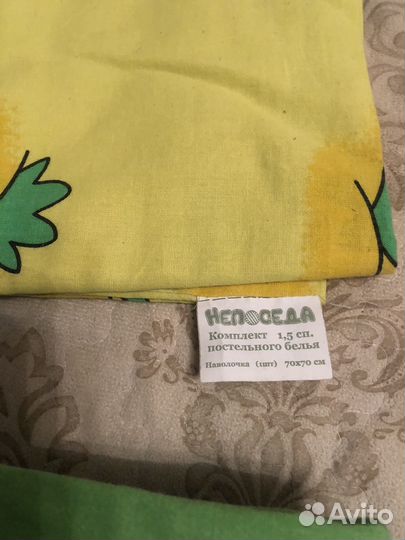 НЕПОСЕДА
Комплект 1,5 сп.
постельного белья
Наволочка (1шт) 70х70 см
Avito